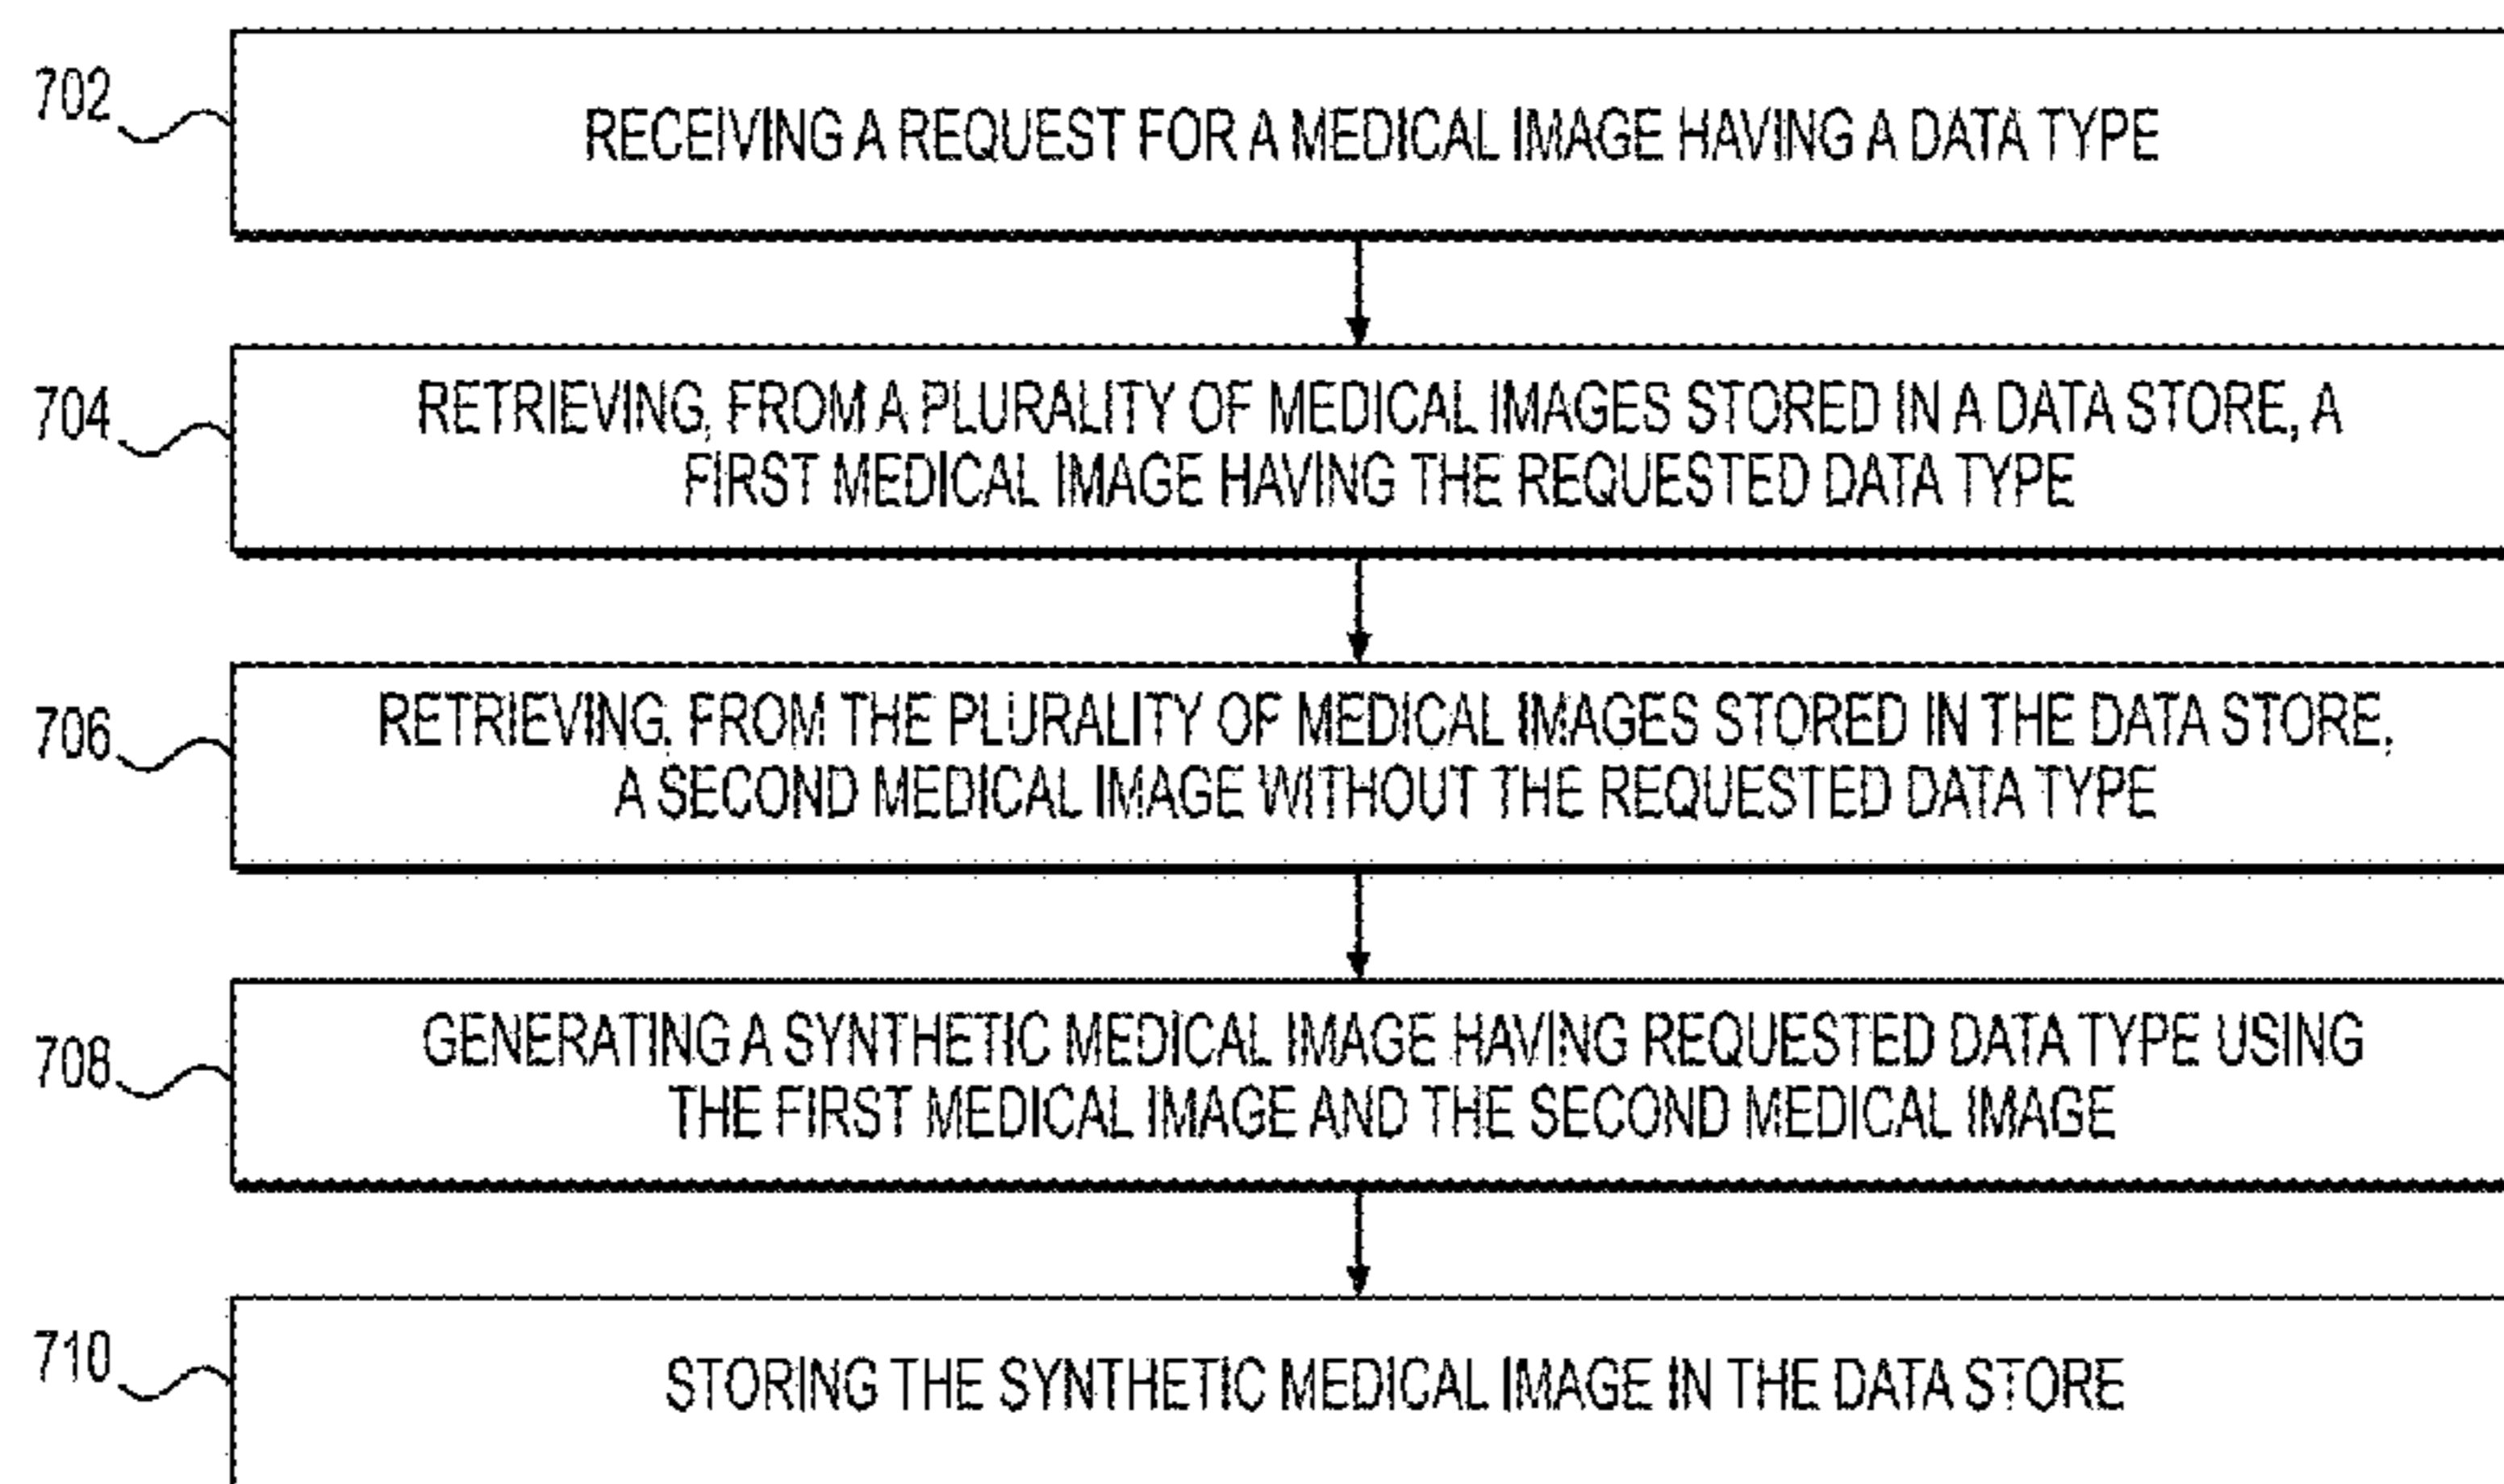 702
RECEIVING A REQUEST FOR A MEDICAL IMAGE HAVING A DATA TYPE
704
RETRIEVING, FROM A PLURALITY OF MEDICAL IMAGES STORED IN A DATA STORE, A
FIRST MEDICAL IMAGE HAVING THE REQUESTED DATA TYPE
706
RETRIEVING, FROM THE PLURALITY OF MEDICAL IMAGES STORED IN THE DATA STORE,
A SECOND MEDICAL IMAGE WITHOUT THE REQUESTED DATA TYPE
708
GENERATING A SYNTHETIC MEDICAL IMAGE HAVING REQUESTED DATA TYPE USING
THE FIRST MEDICAL IMAGE AND THE SECOND MEDICAL IMAGE
710
STORING THE SYNTHETIC MEDICAL IMAGE IN THE DATA STORE